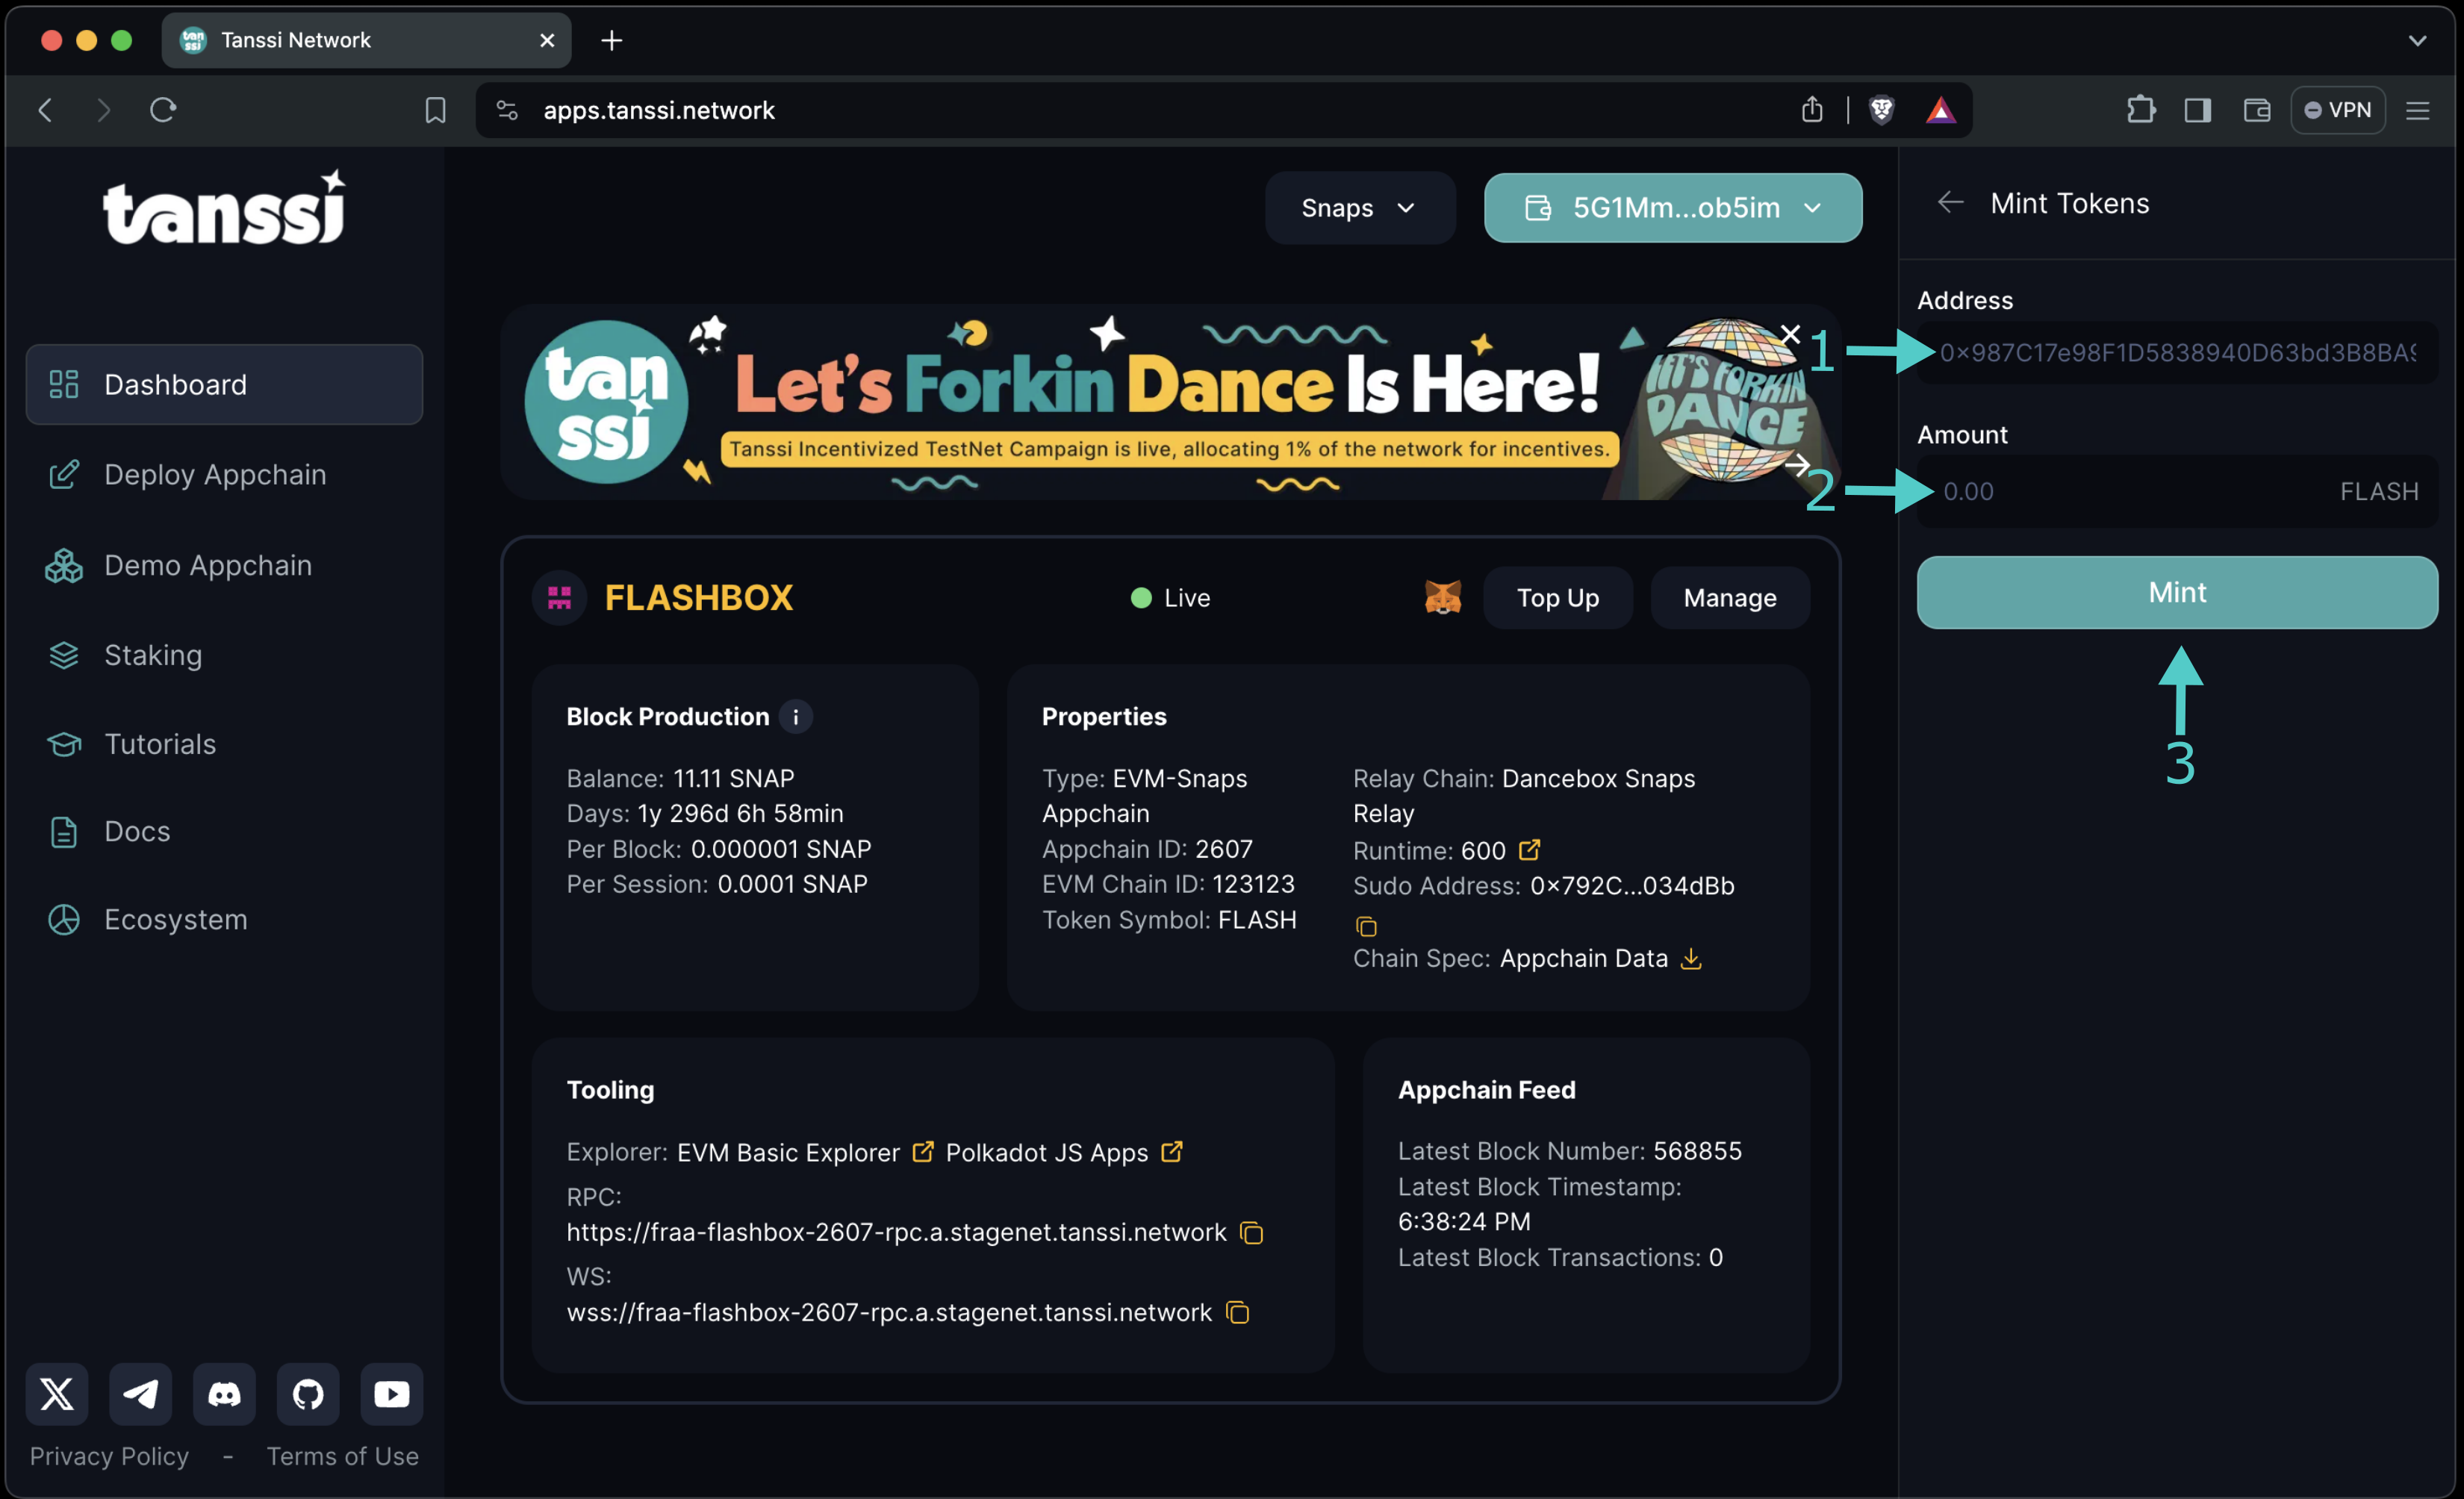 Tanssi Network
apps.tanssi.network
VPN
tanssi
Dashboard
Deploy Appchain
Demo Appchain
Staking
Tutorials
Docs
Ecosystem
Privacy Policy - Terms of Use
Snaps
5G1Mm...ob5im
tanssi
Let's Forkin Dance Is Here!
Tanssi Incentivized TestNet Campaign is live, allocating 1% of the network for incentives.
LET'S FORKIN
DANCE
FLASHBOX
Live
Top Up
Manage
Block Production i
Balance: 11.11 SNAP
Days: 1y 296d 6h 58min
Per Block: 0.000001 SNAP
Per Session: 0.0001 SNAP
Properties
Type: EVM-Snaps
Appchain
Appchain ID: 2607
EVM Chain ID: 123123
Token Symbol: FLASH
Relay Chain: Dancebox Snaps
Relay
Runtime: 600
Sudo Address: 0x792C...034dBb
Chain Spec: Appchain Data
Tooling
Explorer: EVM Basic Explorer Polkadot JS Apps
RPC:
https://fraa-flashbox-2607-rpc.a.stagenet.tanssi.network
WS:
wss://fraa-flashbox-2607-rpc.a.stagenet.tanssi.network
Appchain Feed
Latest Block Number: 568855
Latest Block Timestamp:
6:38:24 PM
Latest Block Transactions: 0
Mint Tokens
Address
1
0x987C17e98F1D5838940D63bd3B8BA9
Amount
2
0.00 FLASH
Mint
3